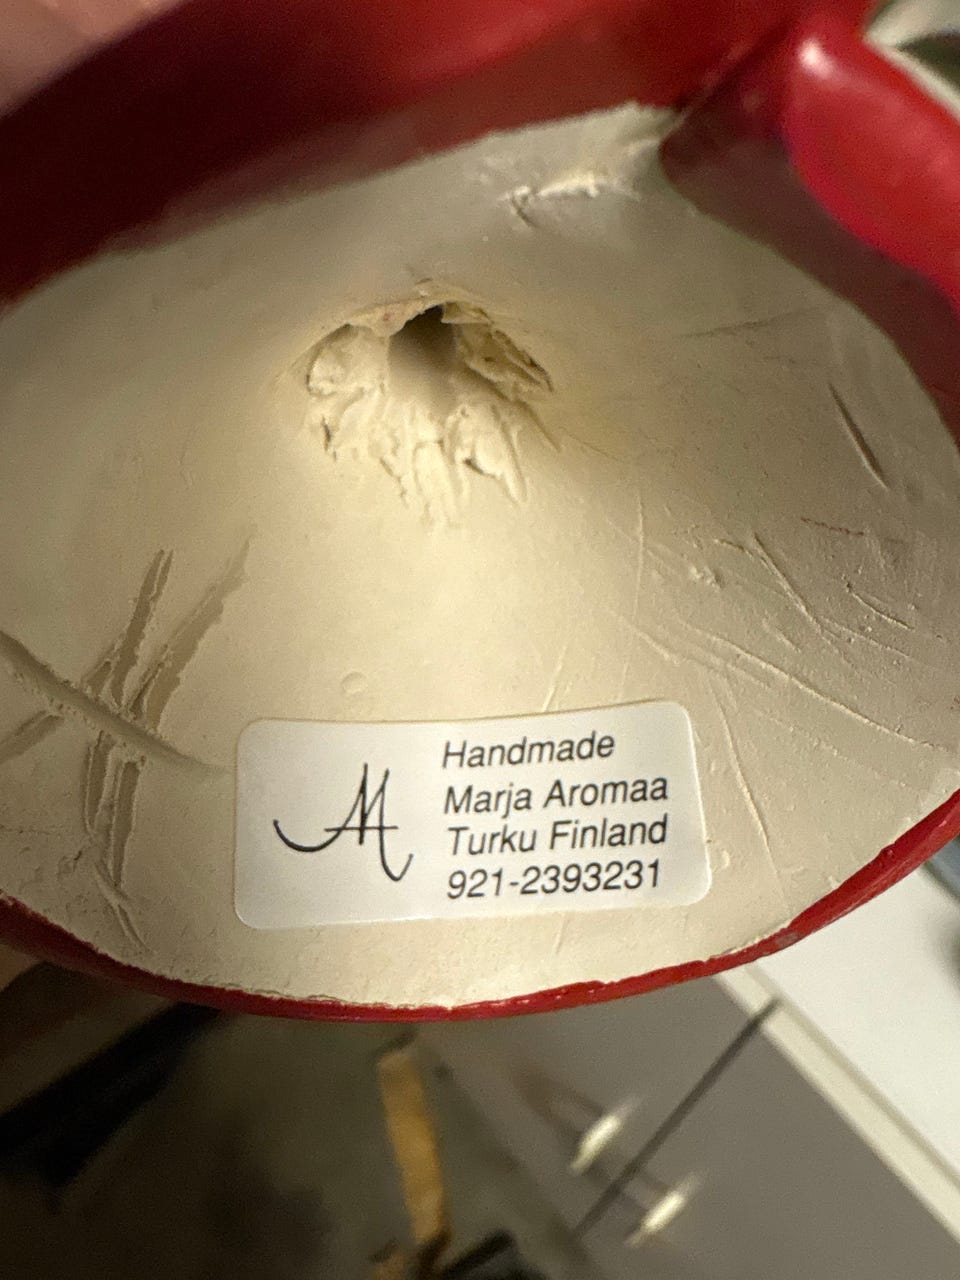 Handmade
Marja Aromaa
Turku Finland
921-2393231